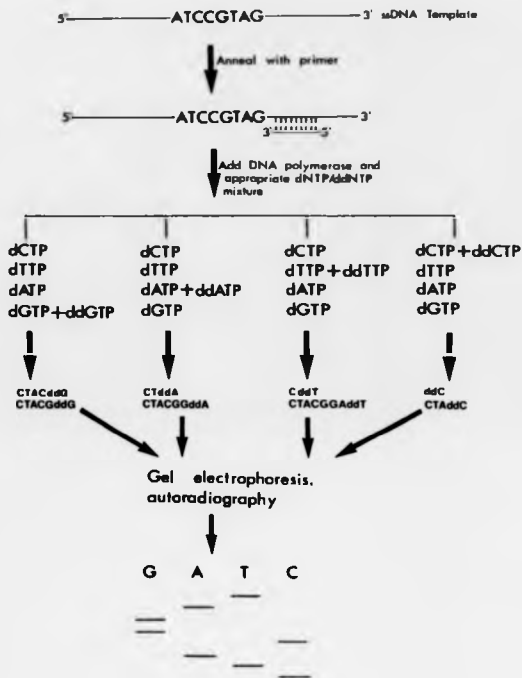 5' ATCCGTAG 3' ssDNA Template
Anneal with primer
5' ATCCGTAG 3'
3' 5'
Add DNA polymerase and
appropriate dNTP/ddNTP
mixture
dCTP dCTP dCTP dCTP+ddCTP
dTTP dTTP dTTP+ddTTP dTTP
dATP dATP+ddATP dATP dATP
dGTP+ddGTP dGTP dGTP dGTP
CTACddG CTddA CddT ddC
CTACGddG CTACGGddA CTACGGAddT CTAddC
Gel electrophoresis,
autoradiography
G A T C